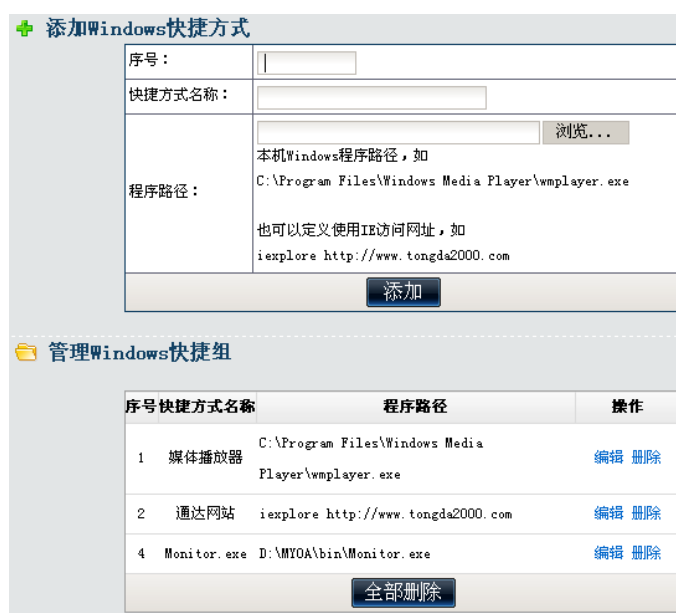 添加Windows快捷方式
序号：
快捷方式名称：
浏览...
程序路径：
本机Windows程序路径，如
C:\Program Files\Windows Media Player\wmplayer.exe
也可以定义使用IE访问网址，如
iexplore http://www.tongda2000.com
添加
管理Windows快捷组
序号 快捷方式名称 程序路径 操作
1 媒体播放器 C:\Program Files\Windows Media Player\wmplayer.exe 编辑 删除
2 通达网站 iexplore http://www.tongda2000.com 编辑 删除
4 Monitor.exe D:\MYOA\bin\Monitor.exe 编辑 删除
全部删除